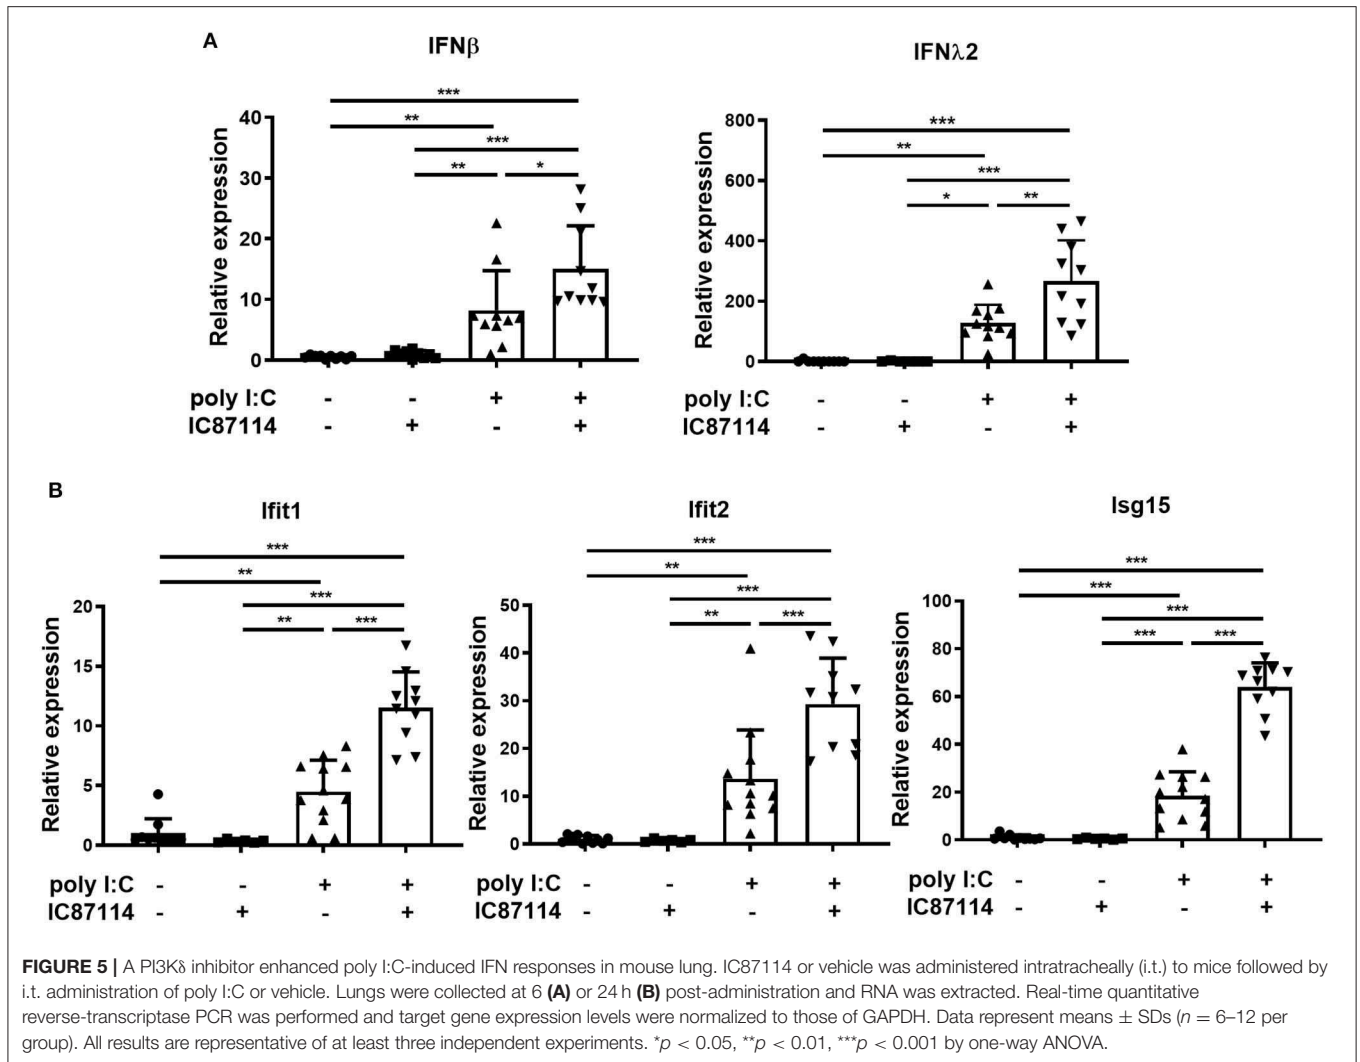 A
IFNβ
***
**
***
** *
40
30
20
10
0
Relative expression
poly I:C - - + +
IC87114 - + - +
IFNλ2
***
**
***
* **
800
600
400
200
0
Relative expression
poly I:C - - + +
IC87114 - + - +
B
Ifit1
***
**
***
** ***
20
15
10
5
0
Relative expression
poly I:C - - + +
IC87114 - + - +
Ifit2
***
**
***
** ***
50
40
30
20
10
0
Relative expression
poly I:C - - + +
IC87114 - + - +
Isg15
***
***
***
*** ***
100
80
60
40
20
0
Relative expression
poly I:C - - + +
IC87114 - + - +
FIGURE 5 | A PI3Kδ inhibitor enhanced poly I:C-induced IFN responses in mouse lung. IC87114 or vehicle was administered intratracheally (i.t.) to mice followed by
i.t. administration of poly I:C or vehicle. Lungs were collected at 6 (A) or 24 h (B) post-administration and RNA was extracted. Real-time quantitative
reverse-transcriptase PCR was performed and target gene expression levels were normalized to those of GAPDH. Data represent means ± SDs (n = 6–12 per
group). All results are representative of at least three independent experiments. *p < 0.05, **p < 0.01, ***p < 0.001 by one-way ANOVA.